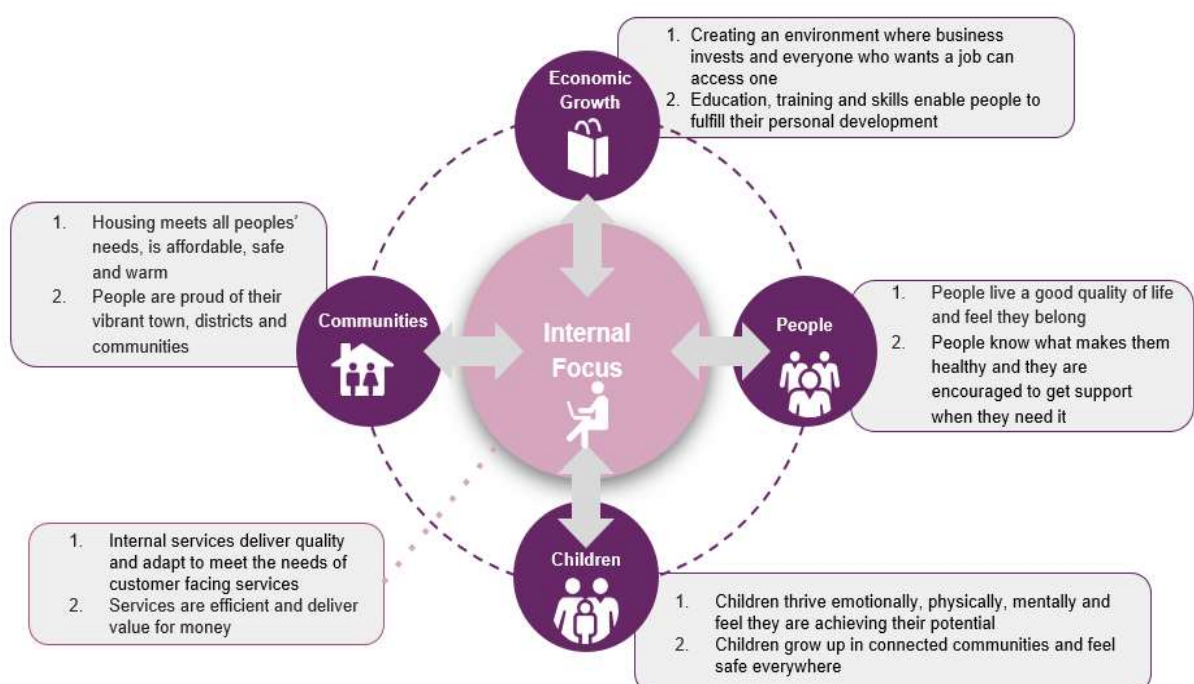 Economic
Growth
1. Creating an environment where business
invests and everyone who wants a job can
access one
2. Education, training and skills enable people to
fulfill their personal development
1. Housing meets all peoples’
needs, is affordable, safe
and warm
2. People are proud of their
vibrant town, districts and
communities
Communities
Internal
Focus
People
1. People live a good quality of life
and feel they belong
2. People know what makes them
healthy and they are
encouraged to get support
when they need it
1. Internal services deliver quality
and adapt to meet the needs of
customer facing services
2. Services are efficient and deliver
value for money
Children
1. Children thrive emotionally, physically, mentally and
feel they are achieving their potential
2. Children grow up in connected communities and feel
safe everywhere